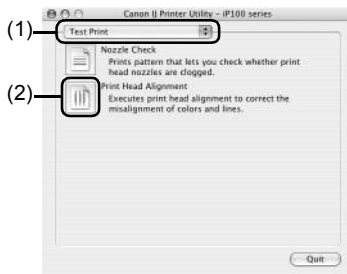 Canon IJ Printer Utility – iP100 series
(1)
Test Print
Nozzle Check
Prints pattern that lets you check whether print
head nozzles are clogged.
(2)
Print Head Alignment
Executes print head alignment to correct the
misalignment of colors and lines.
Quit